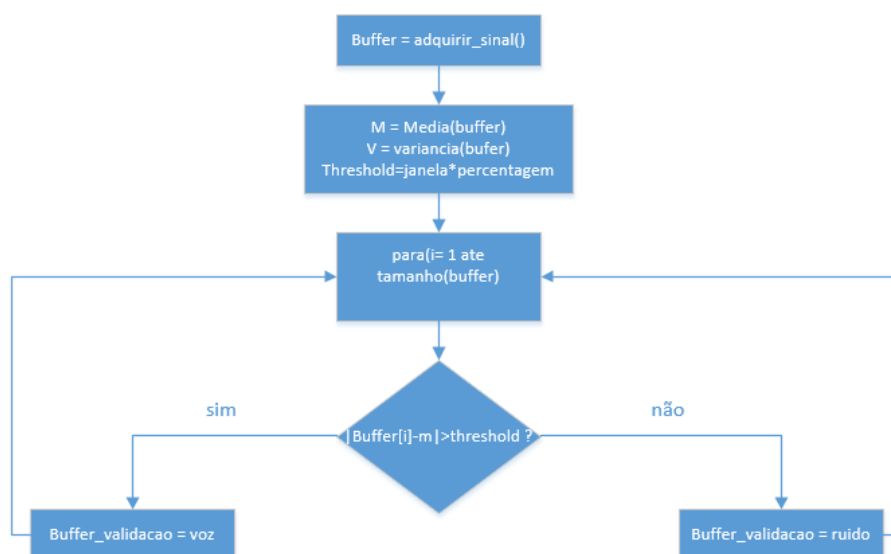 Buffer = adquirir_sinal()
M = Media(buffer)
V = variancia(bufer)
Threshold=janela*percentagem
para(i= 1 ate
tamanho(buffer)
sim
não
|Buffer[i]-m|>threshold ?
Buffer_validacao = voz
Buffer_validacao = ruido